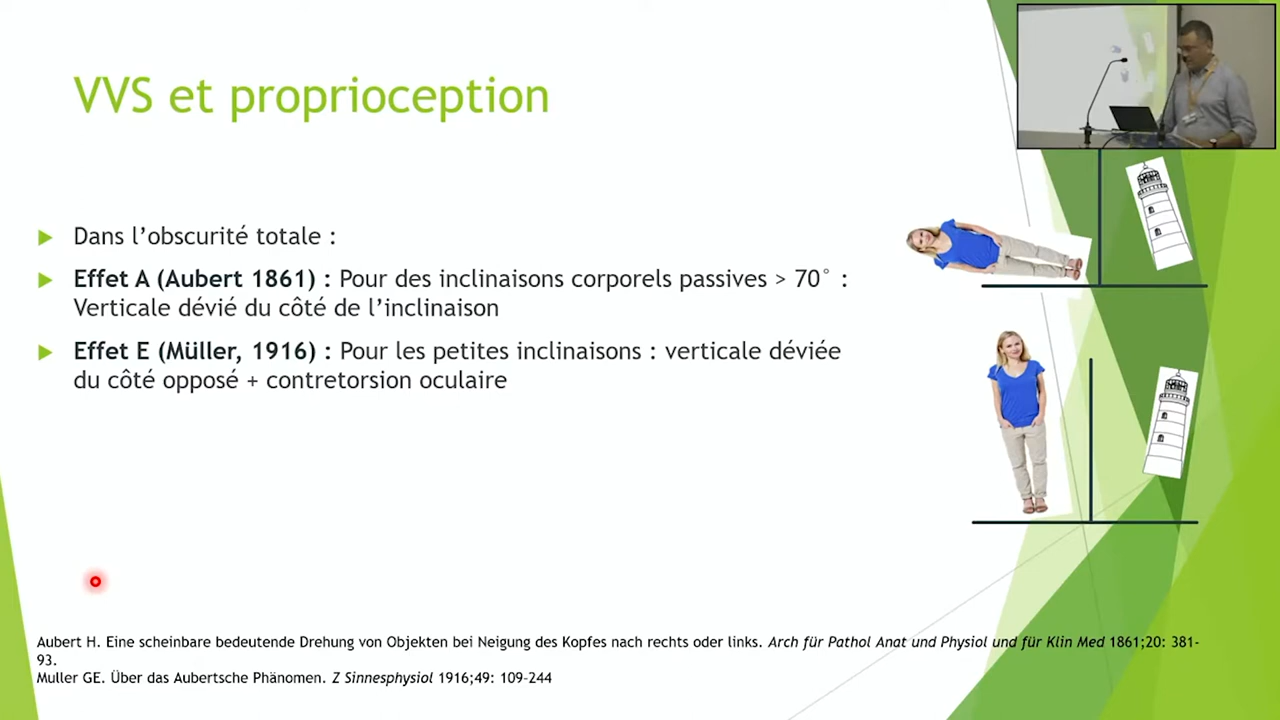 VVS et proprioception
Dans l’obscurité totale :
Effet A (Aubert 1861) : Pour des inclinaisons corporels passives > 70° :
Verticale dévié du côté de l’inclinaison
Effet E (Müller, 1916) : Pour les petites inclinaisons : verticale déviée
du côté opposé + contretorsion oculaire
Aubert H. Eine scheinbare bedeutende Drehung von Objekten bei Neigung des Kopfes nach rechts oder links. Arch für Pathol Anat und Physiol und für Klin Med 1861;20: 381-
93.
Muller GE. Über das Aubertsche Phänomen. Z Sinnesphysiol 1916;49: 109-244